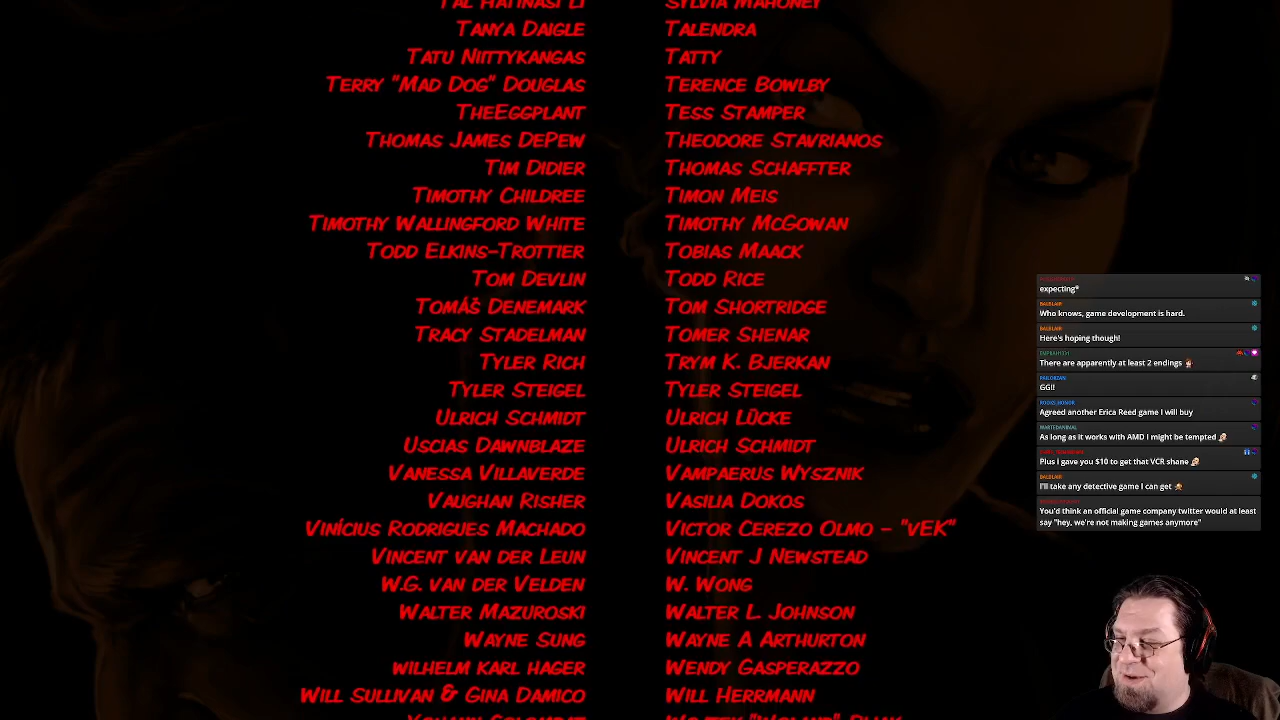 Sylvia Mahoney
Tanya Daigle Talendra
Tatu Niittykangas Tatty
Terry "Mad Dog" Douglas Terence Bowlby
TheEggplant Tess Stamper
Thomas James DePew Theodore Stavrianos
Tim Didier Thomas Schaffter
Timothy Childree Timon Meis
Timothy Wallingford White Timothy McGowan
Todd Elkins-Trottier Tobias Maack
Tom Devlin Todd Rice
Tomáš Denemark Tom Shortridge
Tracy Stadelman Tomer Shenar
Tyler Rich Trym K. Bjerkan
Tyler Steigel Tyler Steigel
Ulrich Schmidt Ulrich Lücke
Uscias Dawnblaze Ulrich Schmidt
Vanessa Villaverde Vampaerus Wysznik
Vaughan Risher Vasilia Dokos
Vinícius Rodrigues Machado Victor Cerezo Olmo - "vEK"
Vincent van der Leun Vincent J Newstead
W.G. van der Velden W. Wong
Walter Mazuroski Walter L. Johnson
Wayne Sung Wayne A Arthurton
wilhelm karl hager Wendy Gasperazzo
Will Sullivan & Gina Damico Will Herrmann
expecting*
BALBLAIR
Who knows, game development is hard.
BALBLAIR
Here's hoping though!
There are apparently at least 2 endings
GG!!
Agreed another Erica Reed game I will buy
As long as it works with AMD I might be tempted
Plus i gave you $10 to get that VCR shane
BALBLAIR
I'll take any detective game I can get
You'd think an official game company twitter would at least
say "hey, we're not making games anymore"